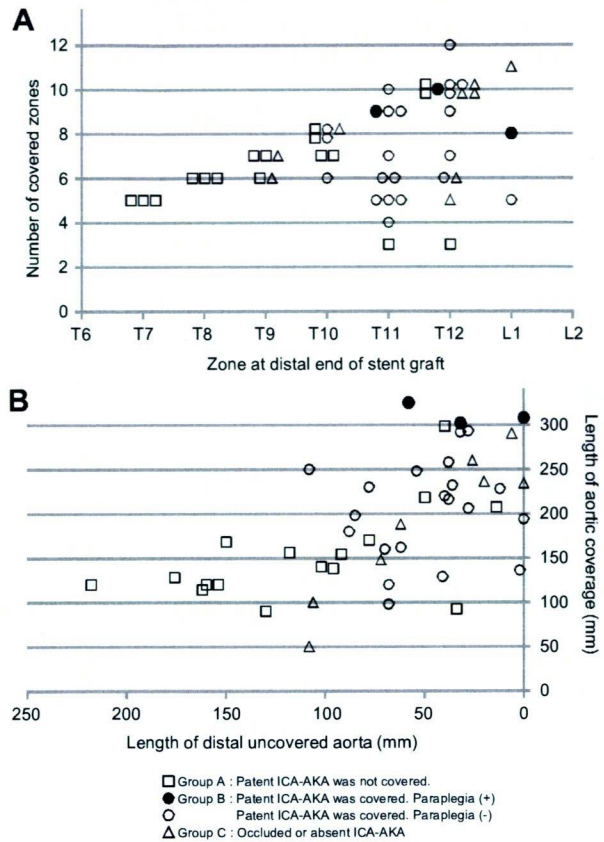 A
Number of covered zones
12
10
8
6
4
2
0
T6 T7 T8 T9 T10 T11 T12 L1 L2
Zone at distal end of stent graft
B
300
250
200
150
100
50
0
Length of aortic coverage (mm)
250 200 150 100 50 0
Length of distal uncovered aorta (mm)
Group A : Patent ICA-AKA was not covered.
Group B : Patent ICA-AKA was covered. Paraplegia (+)
Patent ICA-AKA was covered. Paraplegia (-)
Group C : Occluded or absent ICA-AKA